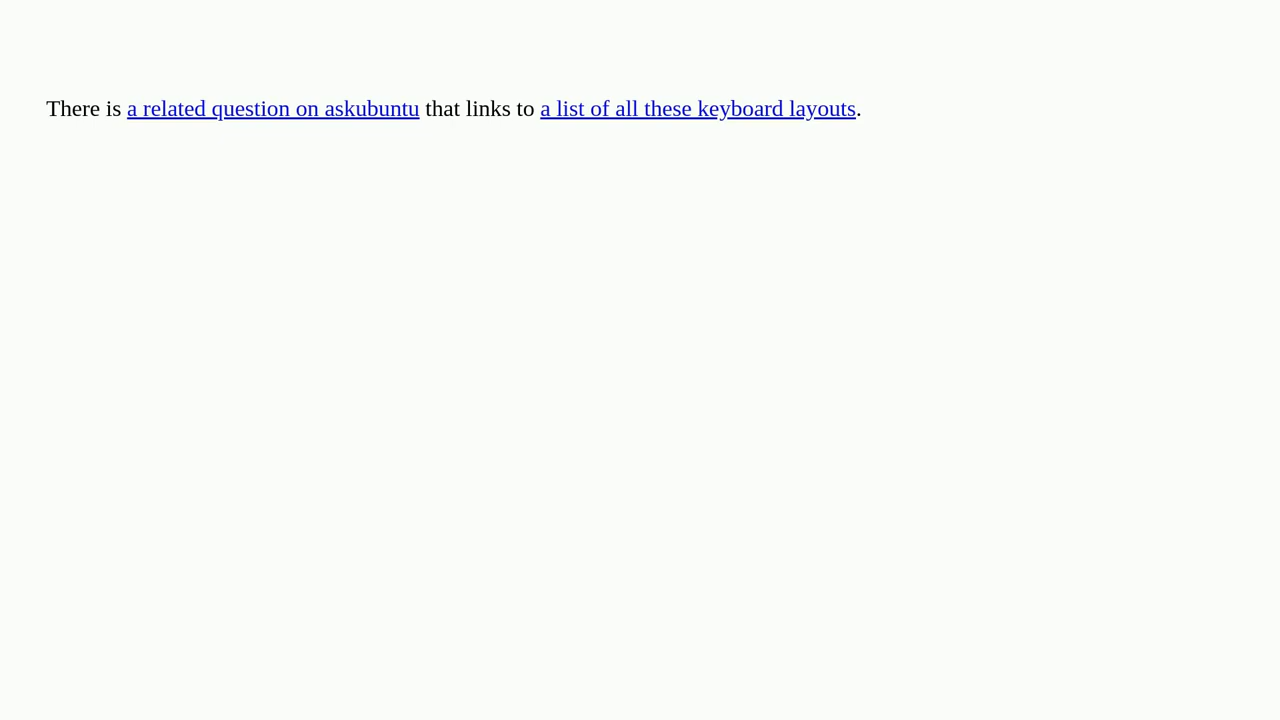 There is a related question on askubuntu that links to a list of all these keyboard layouts.